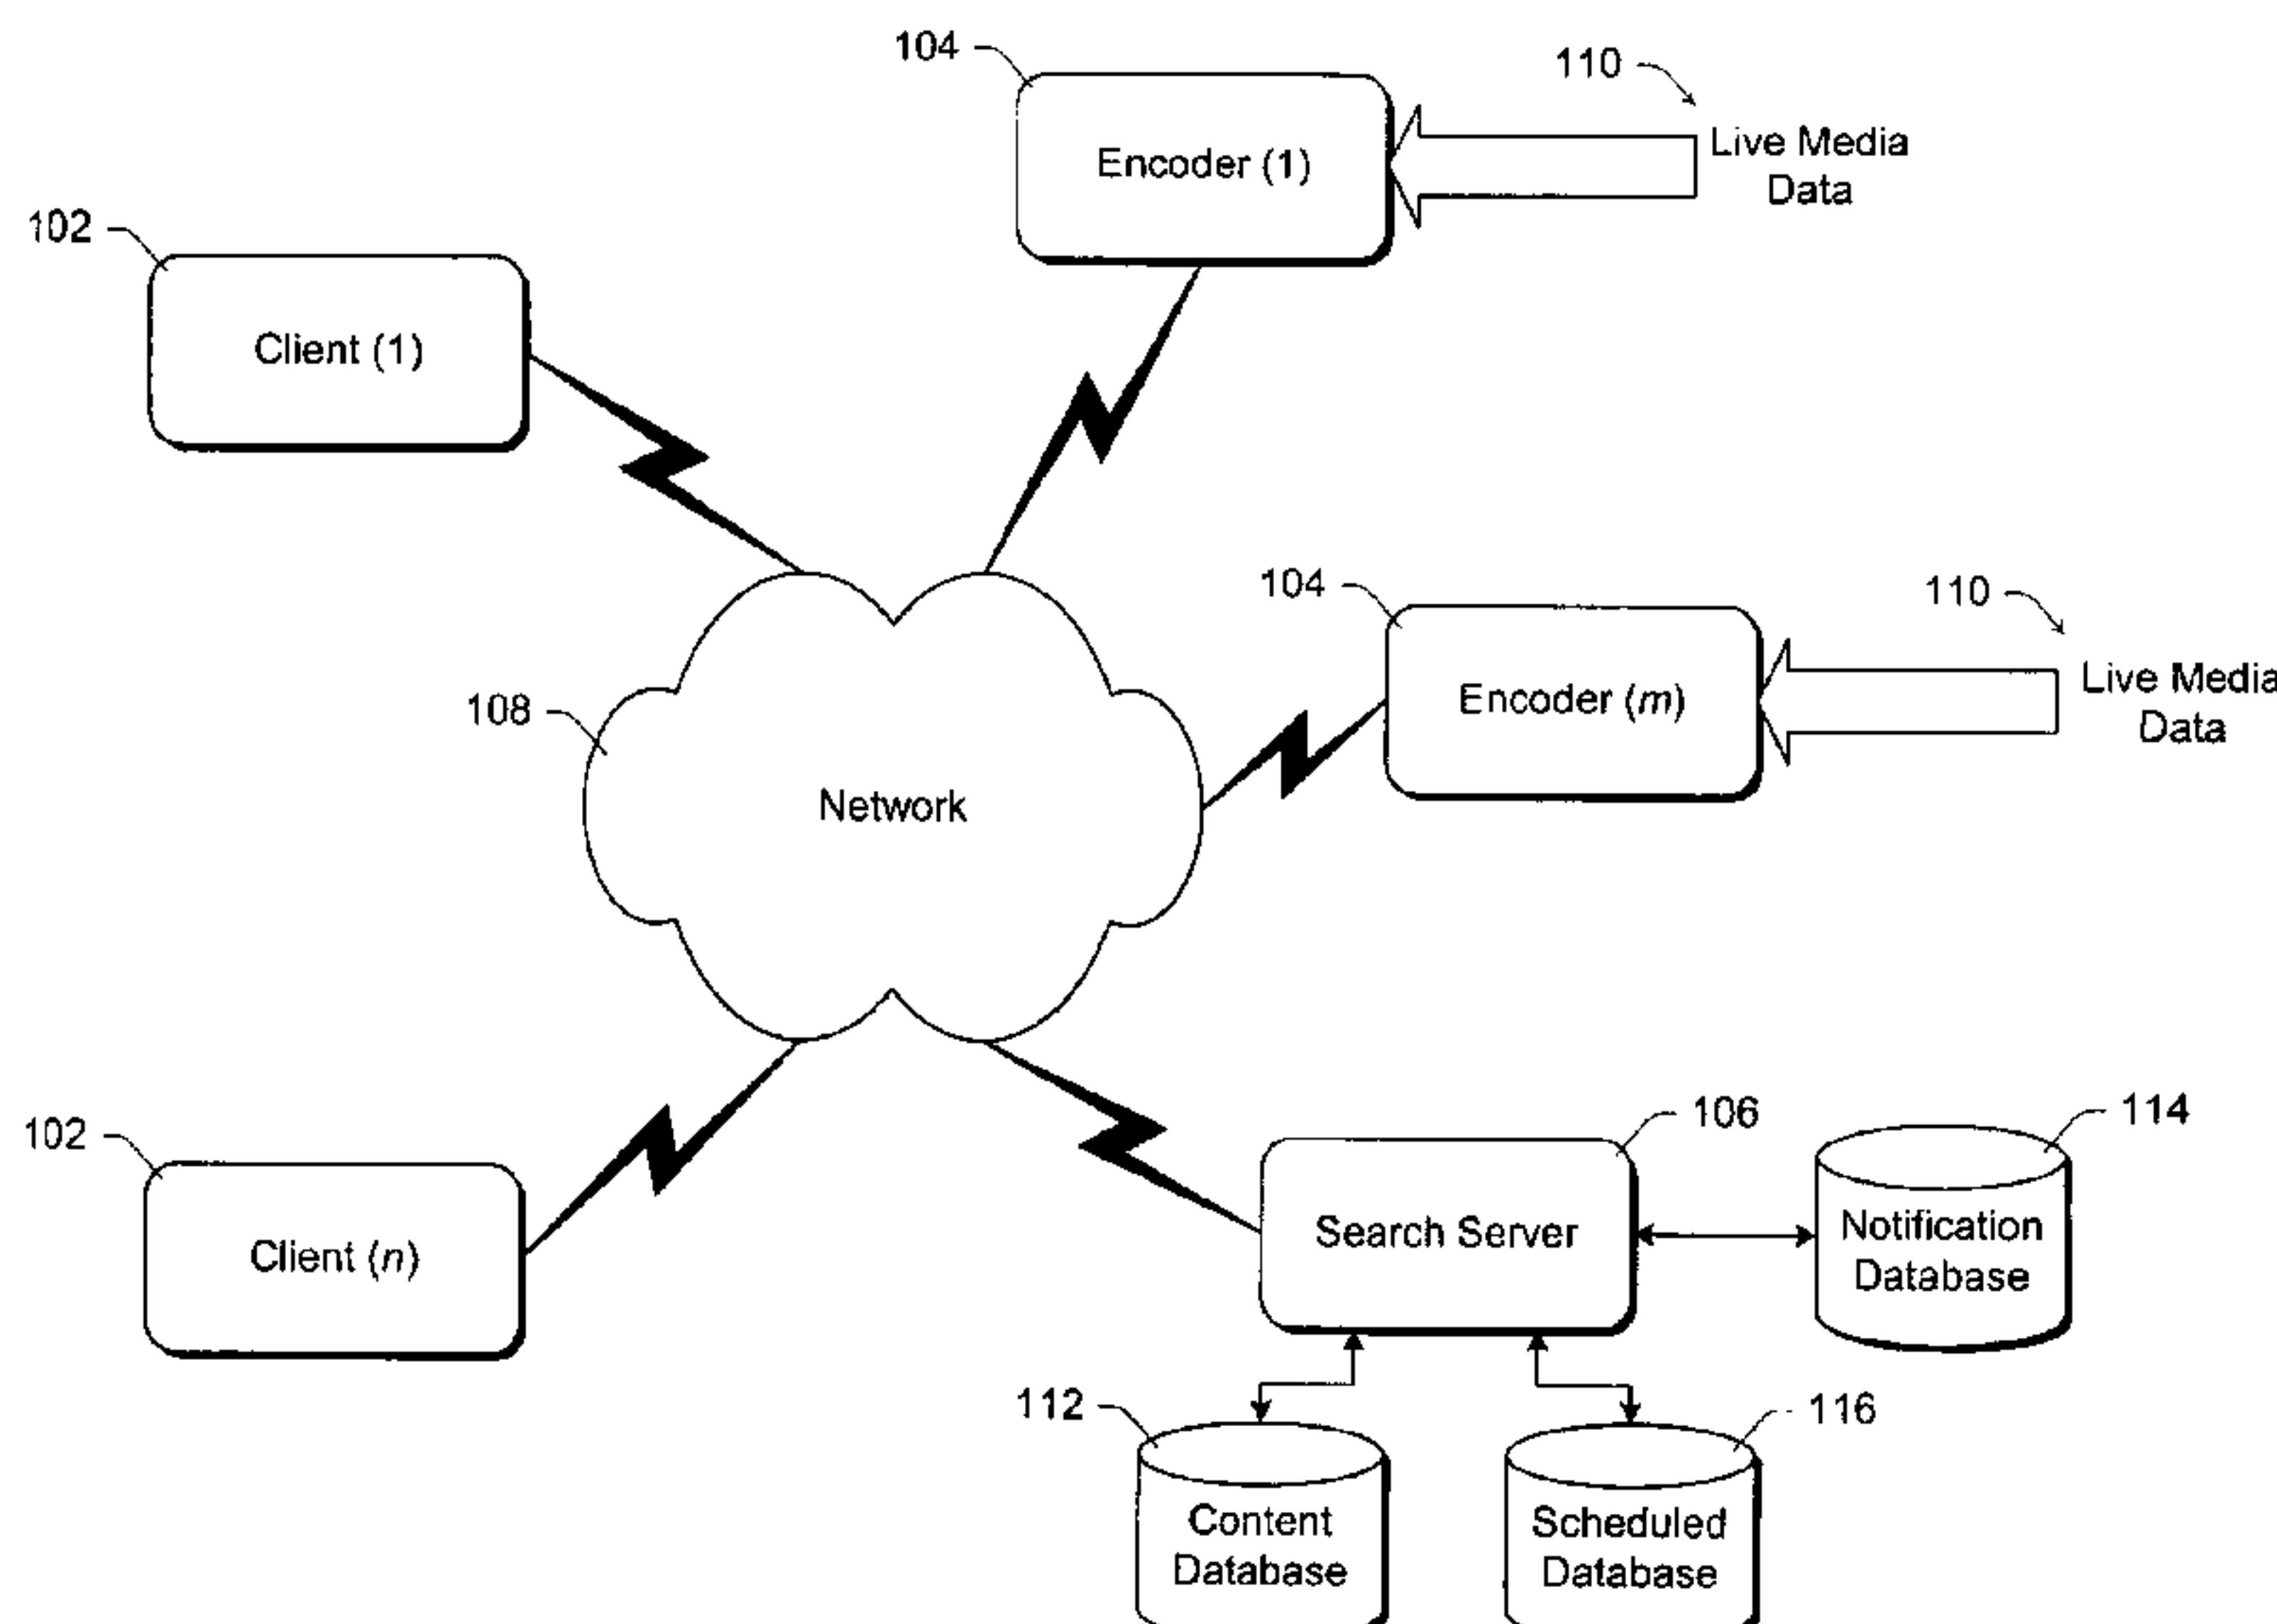 104
110
Live Media
Data
Encoder (1)
102
Client (1)
104
110
Live Media
Data
Encoder (m)
108
Network
102
106
114
Client (n)
Search Server
Notification
Database
112
116
Content
Database
Scheduled
Database